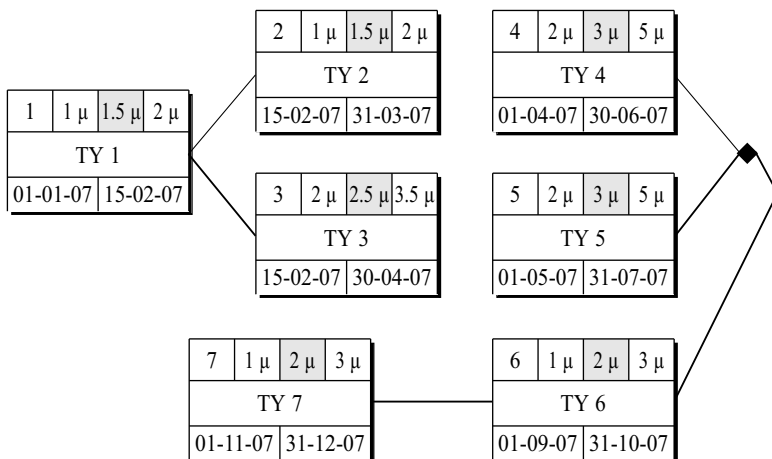 1 1 μ 1.5 μ 2 μ
TY 1
01-01-07 15-02-07
2 1 μ 1.5 μ 2 μ
TY 2
15-02-07 31-03-07
3 2 μ 2.5 μ 3.5 μ
TY 3
15-02-07 30-04-07
4 2 μ 3 μ 5 μ
TY 4
01-04-07 30-06-07
5 2 μ 3 μ 5 μ
TY 5
01-05-07 31-07-07
7 1 μ 2 μ 3 μ
TY 7
01-11-07 31-12-07
6 1 μ 2 μ 3 μ
TY 6
01-09-07 31-10-07